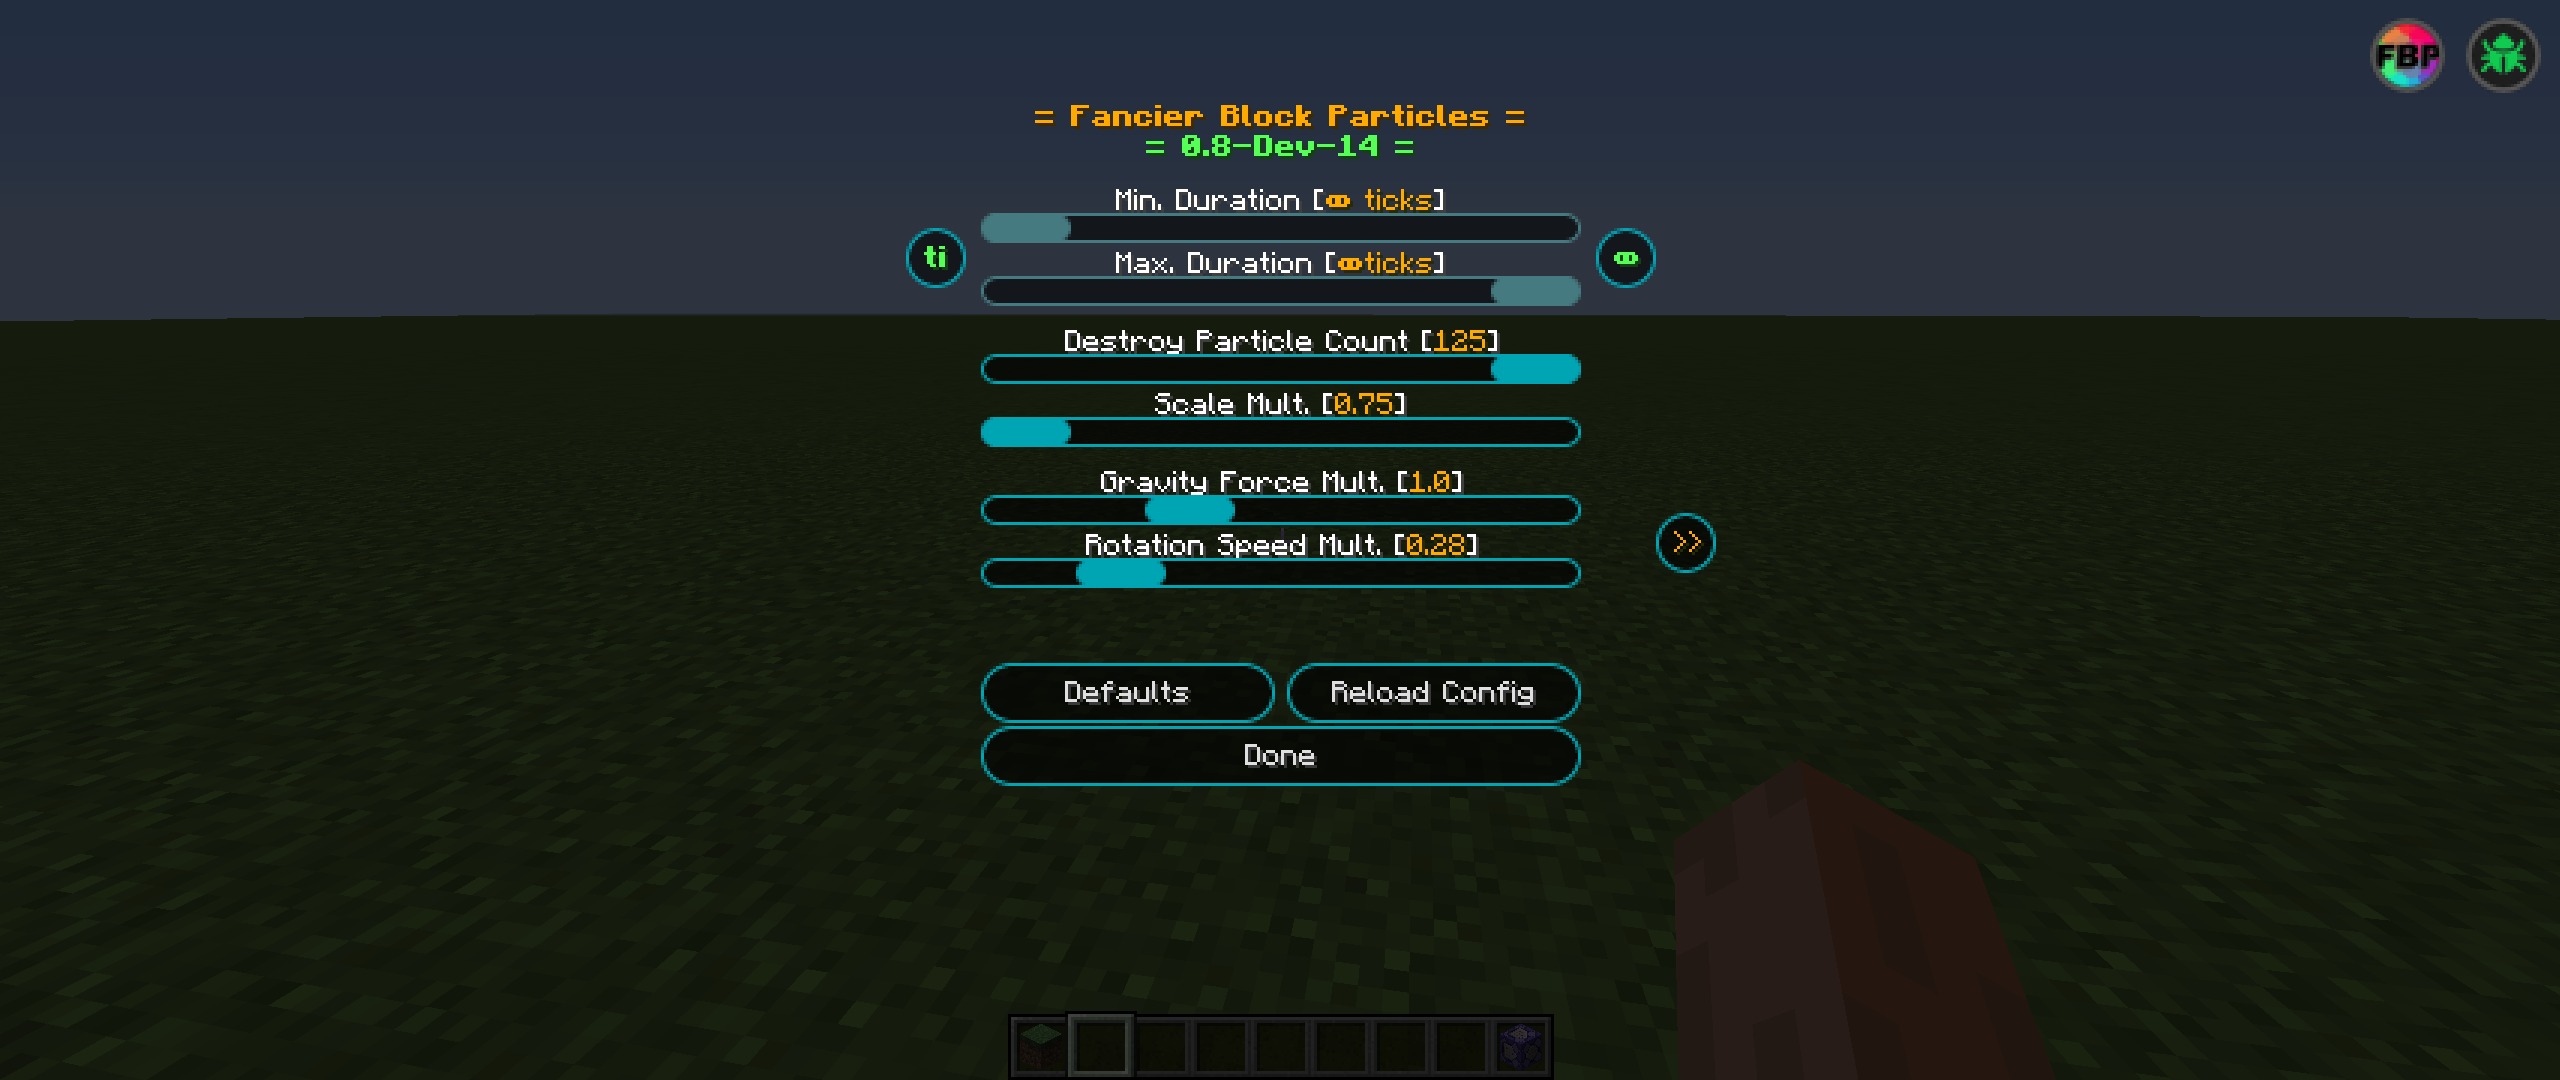 FBP
= Fancier Block Particles =
= 0.8-Dev-14 =
Min. Duration [∞ ticks]
ti
∞
Max. Duration [∞ticks]
Destroy Particle Count [125]
Scale Mult. [0.75]
Gravity Force Mult. [1.0]
Rotation Speed Mult. [0.28]
>>
Defaults
Reload Config
Done